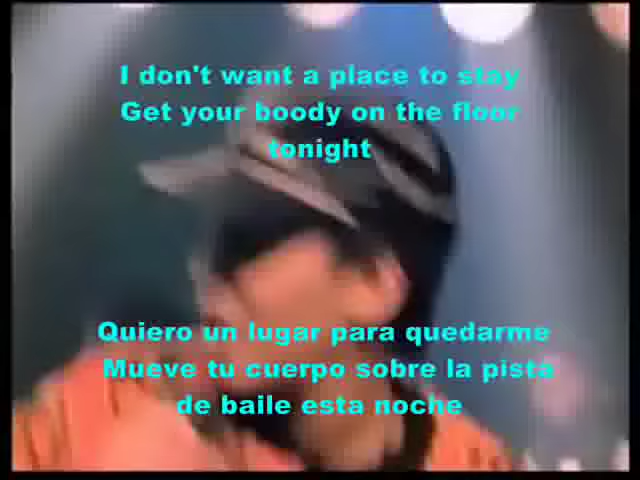 I don't want a place to stay
Get your boody on the floor
tonight
Quiero un lugar para quedarme
Mueve tu cuerpo sobre la pista
de baile esta noche